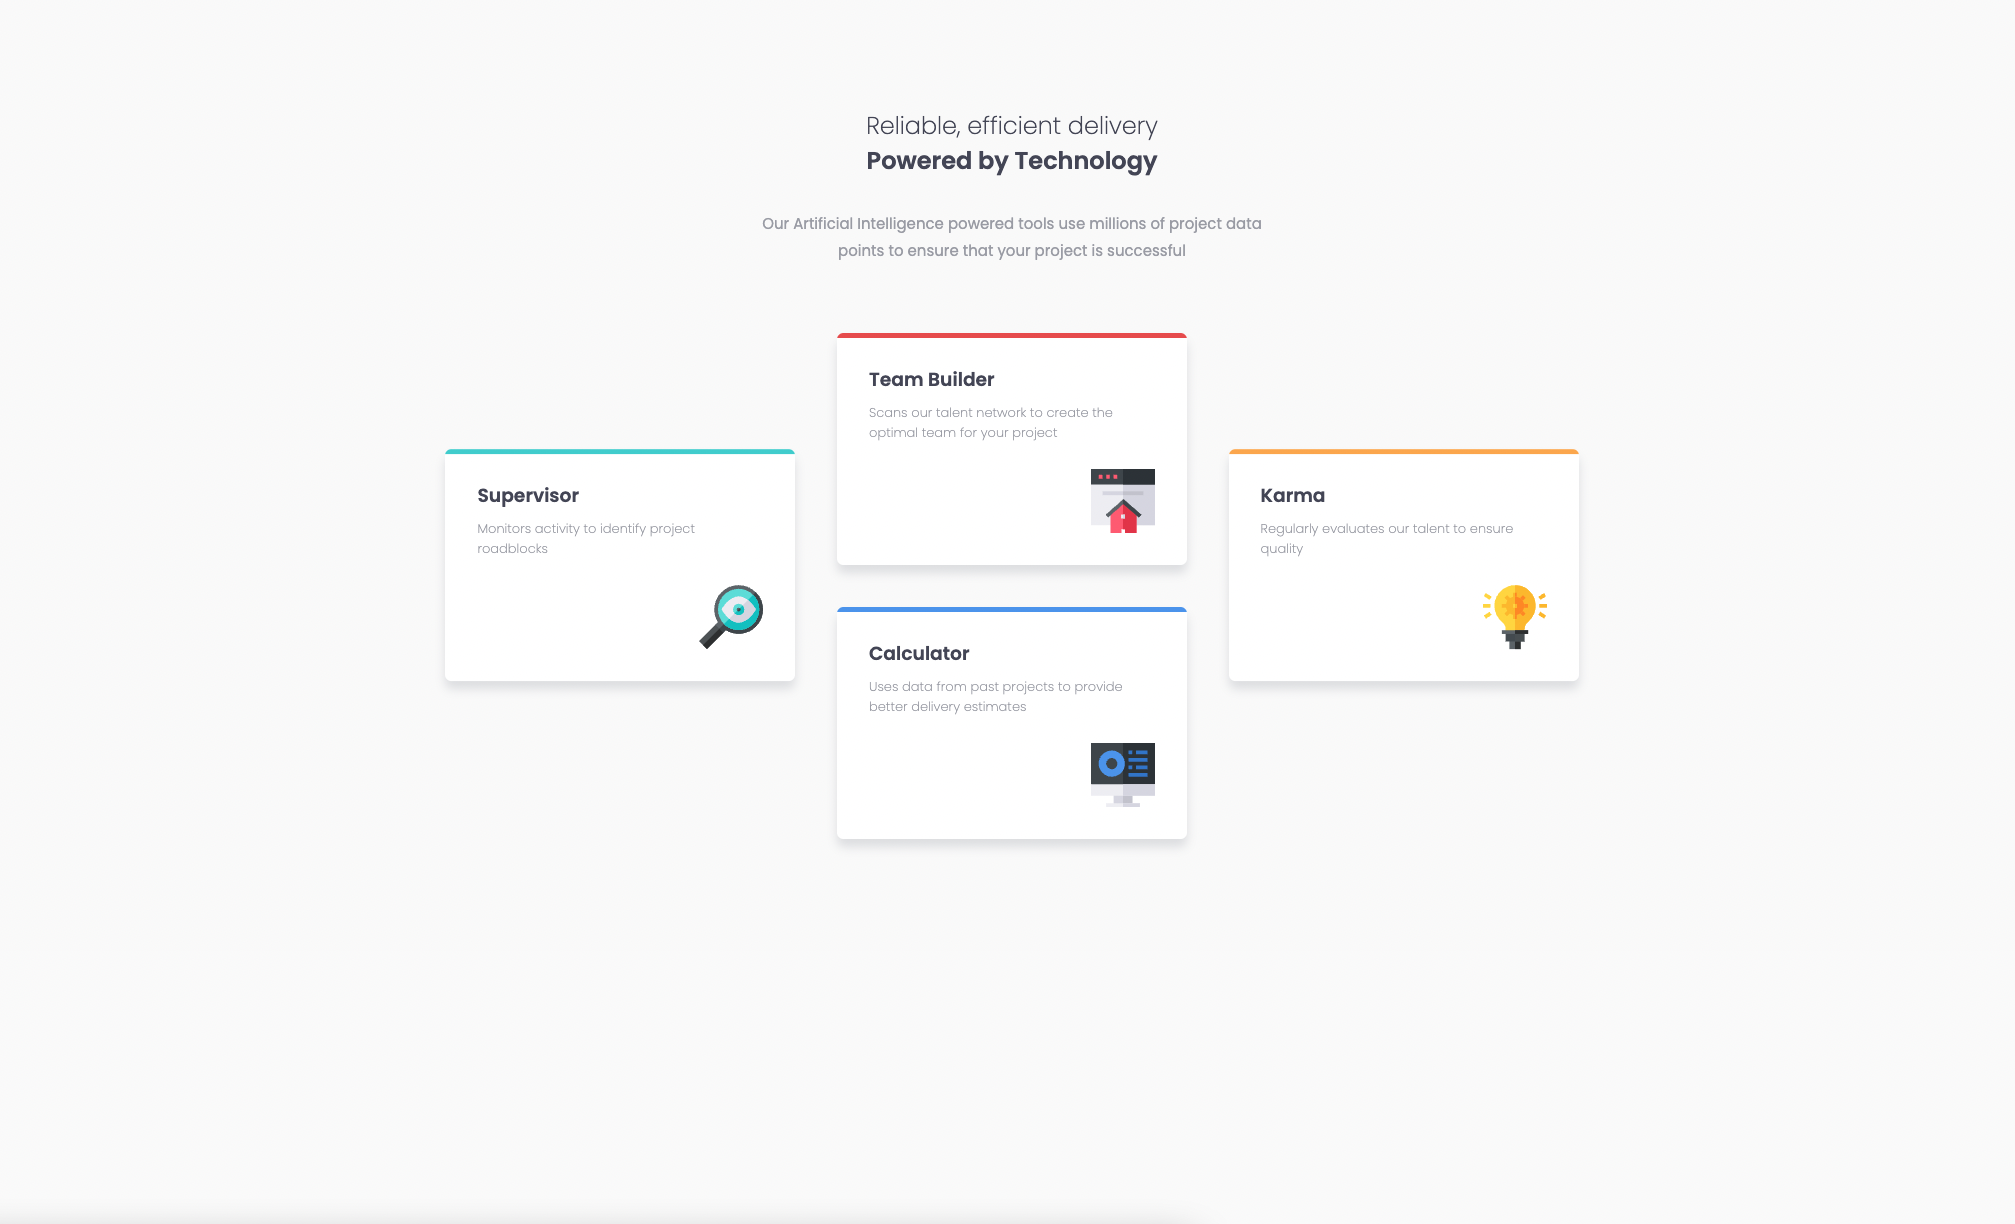 Reliable, efficient delivery
Powered by Technology
Our Artificial Intelligence powered tools use millions of project data
points to ensure that your project is successful
Supervisor
Monitors activity to identify project
roadblocks
Team Builder
Scans our talent network to create the
optimal team for your project
Calculator
Uses data from past projects to provide
better delivery estimates
Karma
Regularly evaluates our talent to ensure
quality